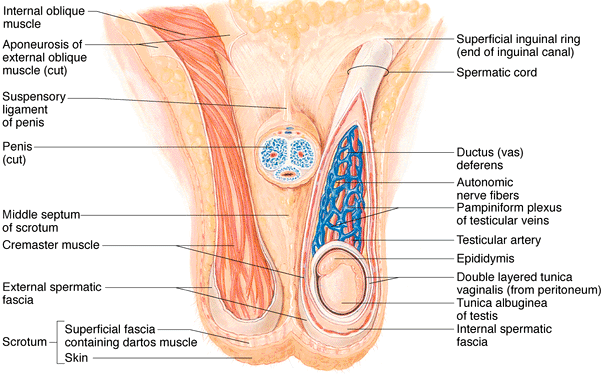 Internal oblique
muscle
Aponeurosis of
external oblique
muscle (cut)
Suspensory
ligament
of penis
Penis
(cut)
Middle septum
of scrotum
Cremaster muscle
External spermatic
fascia
Scrotum
Superficial fascia
containing dartos muscle
Skin
Superficial inguinal ring
(end of inguinal canal)
Spermatic cord
Ductus (vas)
deferens
Autonomic
nerve fibers
Pampiniform plexus
of testicular veins
Testicular artery
Epididymis
Double layered tunica
vaginalis (from peritoneum)
Tunica albuginea
of testis
Internal spermatic
fascia